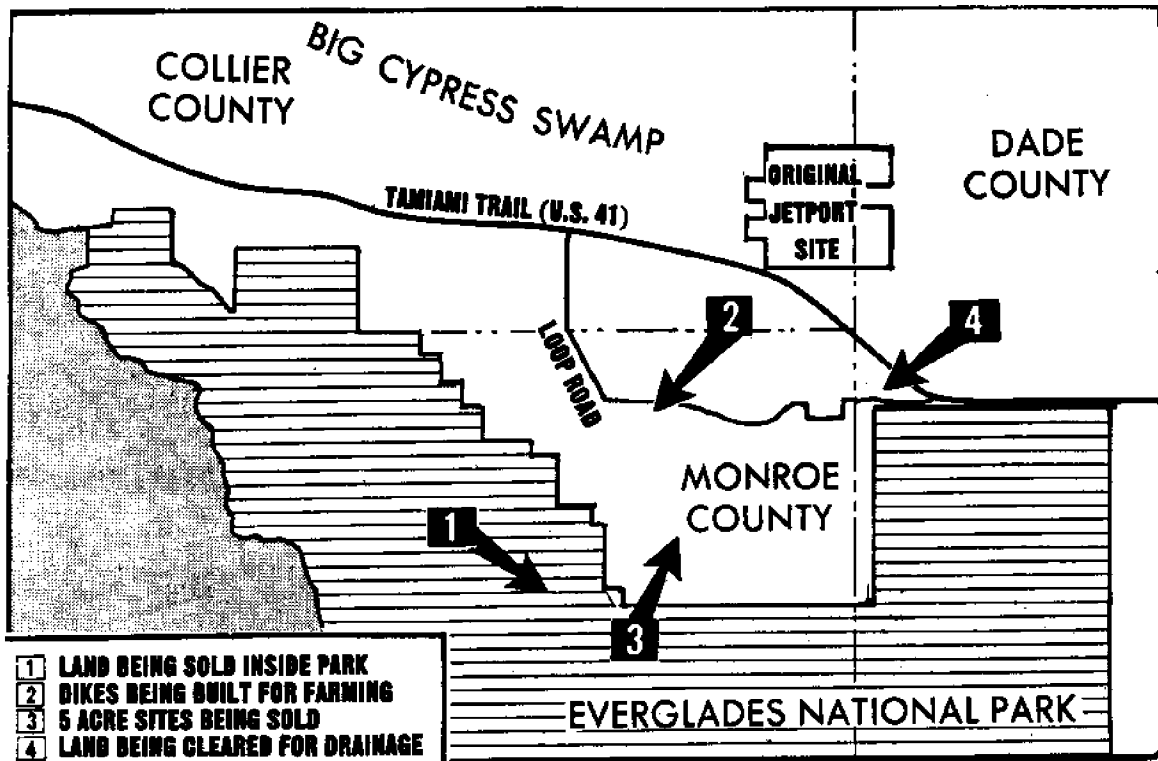 BIG CYPRESS SWAMP
COLLIER
COUNTY
DADE
COUNTY
ORIGINAL
JETPORT
SITE
TAMIAMI TRAIL (U.S. 41)
2
4
LOOP ROAD
MONROE
COUNTY
1
3
1 LAND BEING SOLD INSIDE PARK
2 DIKES BEING BUILT FOR FARMING
3 5 ACRE SITES BEING SOLD
4 LAND BEING CLEARED FOR DRAINAGE
EVERGLADES NATIONAL PARK